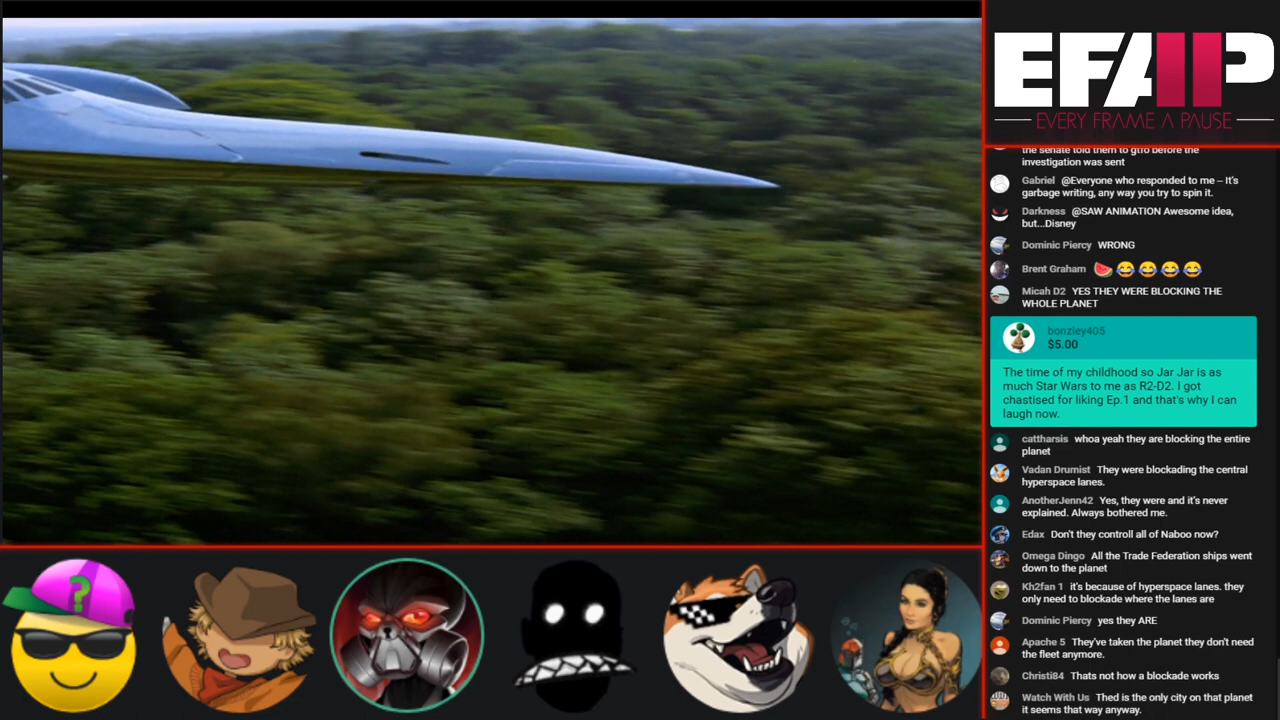 EFAP
EVERY FRAME A PAUSE
the senate told them to gtfo before the
investigation was sent
Gabriel @Everyone who responded to me – It's
garbage writing, any way you try to spin it.
Darkness @SAW ANIMATION Awesome idea,
but...Disney
Dominic Piercy WRONG
Brent Graham 🍉😂😂😂😂
Micah D2 YES THEY WERE BLOCKING THE
WHOLE PLANET
bonzley405
$5.00
The time of my childhood so Jar Jar is as
much Star Wars to me as R2-D2. I got
chastised for liking Ep.1 and that's why I can
laugh now.
cattharsis whoa yeah they are blocking the entire
planet
Vadan Drumist They were blockading the central
hyperspace lanes.
AnotherJenn42 Yes, they were and it's never
explained. Always bothered me.
Edax Don't they controll all of Naboo now?
Omega Dingo All the Trade Federation ships went
down to the planet
Kh2fan 1 it's because of hyperspace lanes. they
only need to blockade where the lanes are
Dominic Piercy yes they ARE
Apache 5 They've taken the planet they don't need
the fleet anymore.
Christi84 Thats not how a blockade works
Watch With Us Thed is the only city on that planet
it seems that way anyway.
?